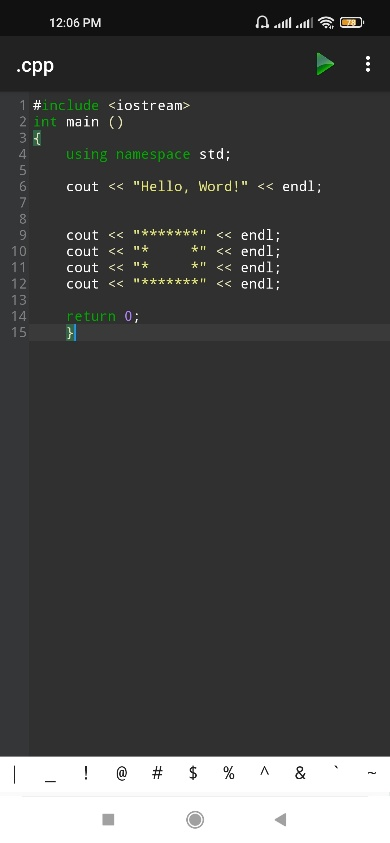 12:06 PM 78
.cpp
1 #include <iostream>
2 int main ()
3 {
4     using namespace std;
5
6     cout << "Hello, Word!" << endl;
7
8
9     cout << "*******" << endl;
10     cout << "*     *" << endl;
11     cout << "*     *" << endl;
12     cout << "*******" << endl;
13
14     return 0;
15     }
| _ ! @ # $ % ^ & ` ~